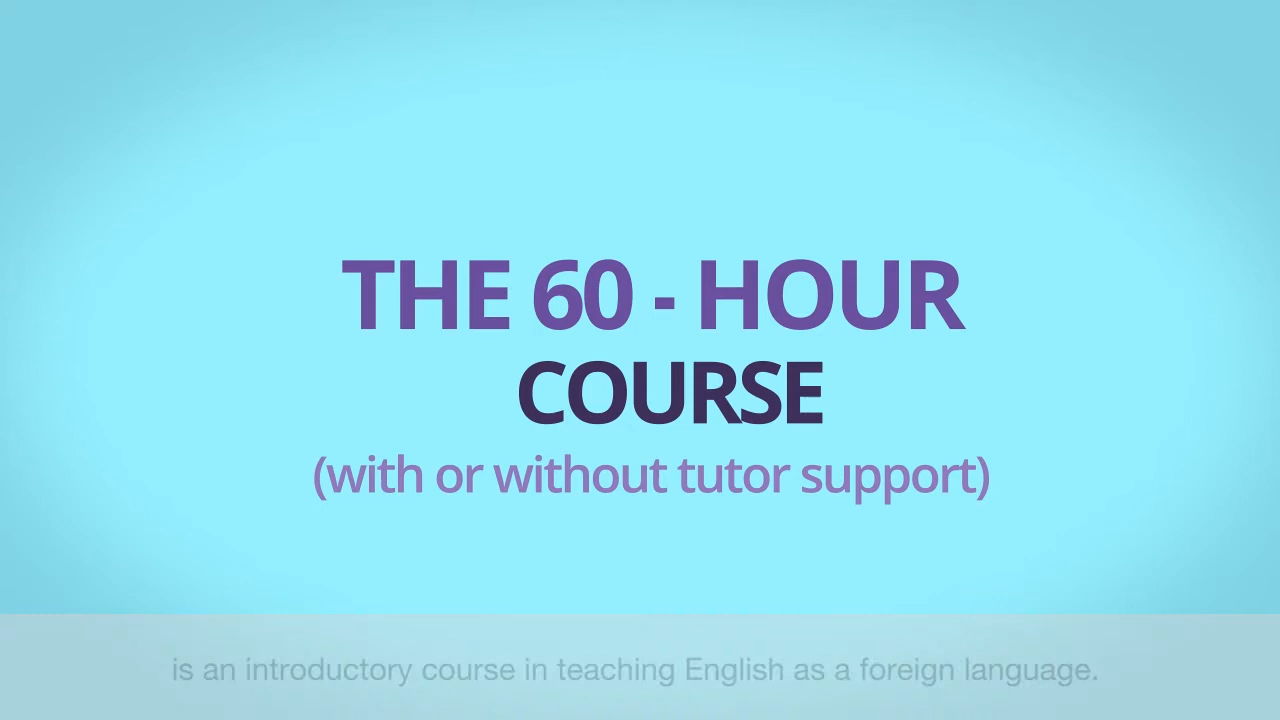 THE 60 - HOUR
COURSE
(with or without tutor support)
is an introductory course in teaching English as a foreign language.